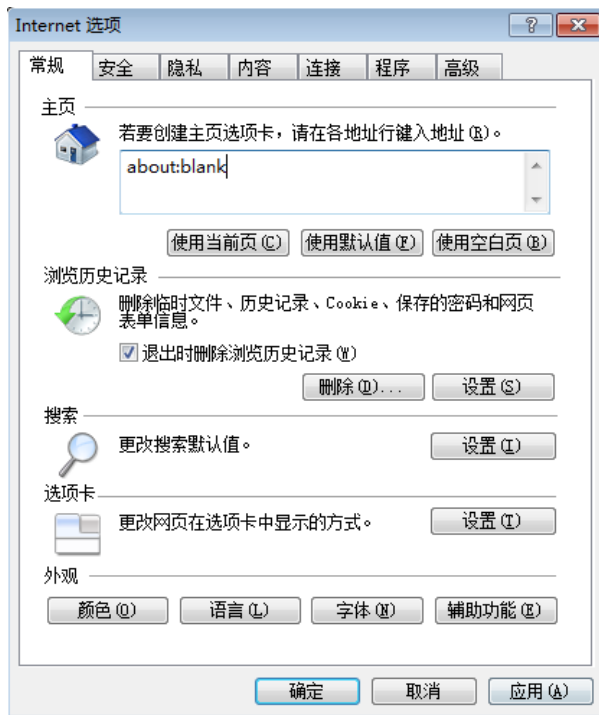 Internet 选项
常规 安全 隐私 内容 连接 程序 高级
主页
若要创建主页选项卡，请在各地址行键入地址(R)。
about:blank
使用当前页(C) 使用默认值(F) 使用空白页(B)
浏览历史记录
删除临时文件、历史记录、Cookie、保存的密码和网页
表单信息。
退出时删除浏览历史记录(W)
删除(D)... 设置(S)
搜索
更改搜索默认值。 设置(I)
选项卡
更改网页在选项卡中显示的方式。 设置(T)
外观
颜色(O) 语言(L) 字体(N) 辅助功能(E)
确定 取消 应用(A)